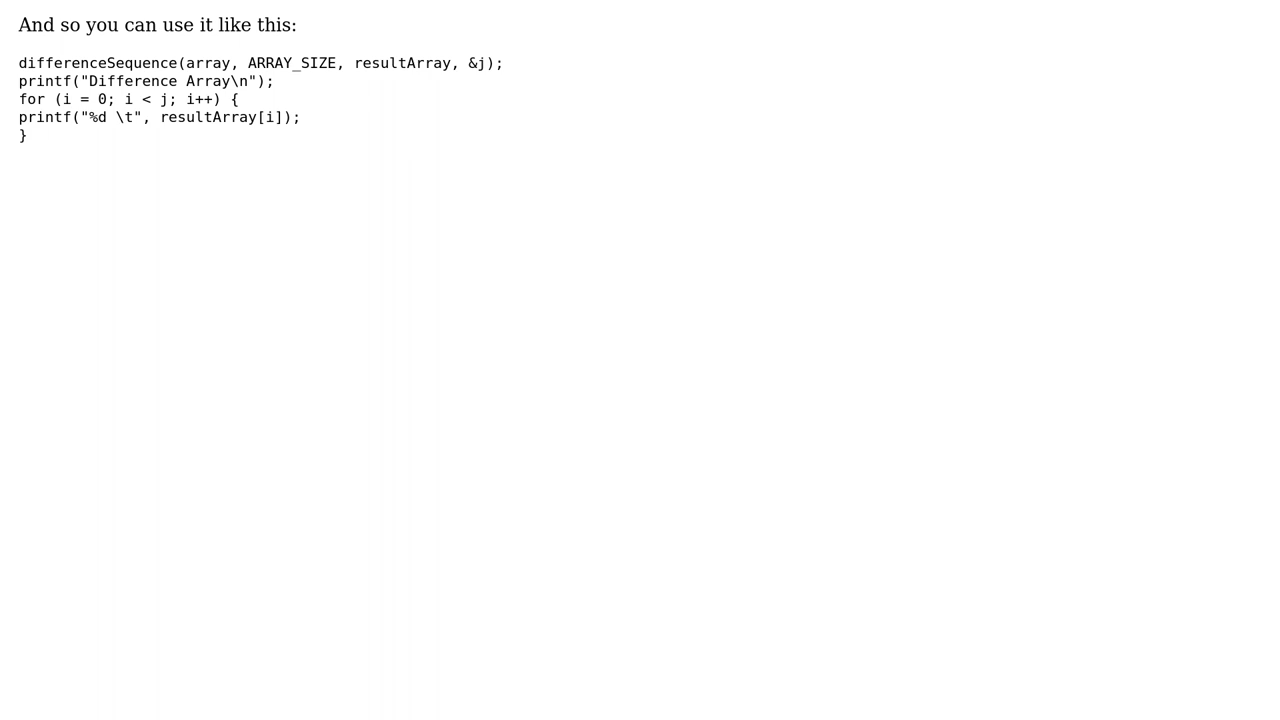 And so you can use it like this:
differenceSequence(array, ARRAY_SIZE, resultArray, &j);
printf("Difference Array\n");
for (i = 0; i < j; i++) {
printf("%d \t", resultArray[i]);
}